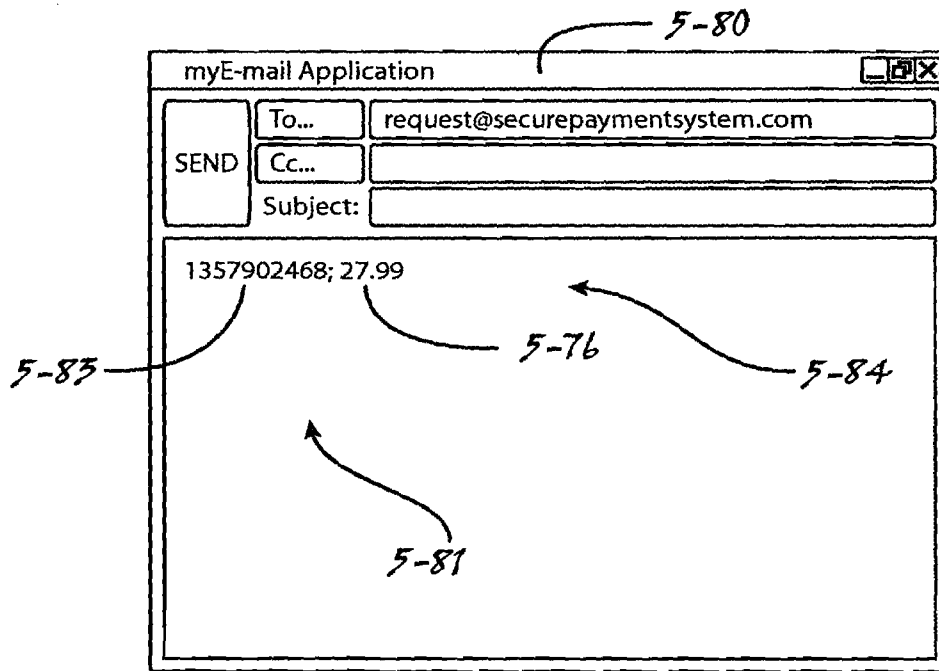 5-80
myE-mail Application
SEND
To... request@securepaymentsystem.com
Cc...
Subject:
1357902468; 27.99
5-83
5-76
5-84
5-81